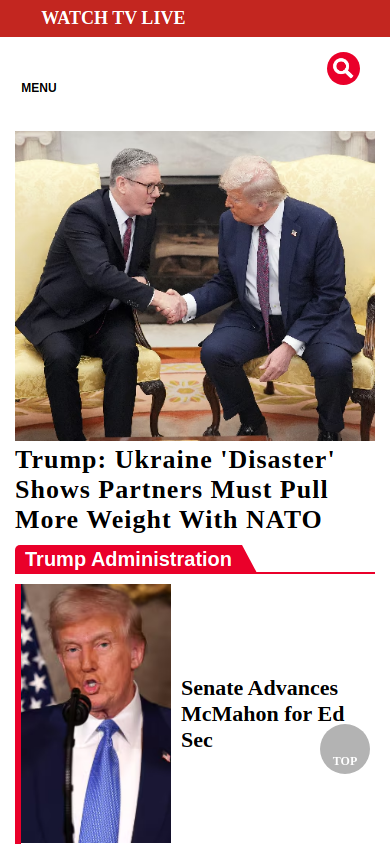 WATCH TV LIVE
MENU
Trump: Ukraine 'Disaster'
Shows Partners Must Pull
More Weight With NATO
Trump Administration
Senate Advances
McMahon for Ed
Sec
TOP